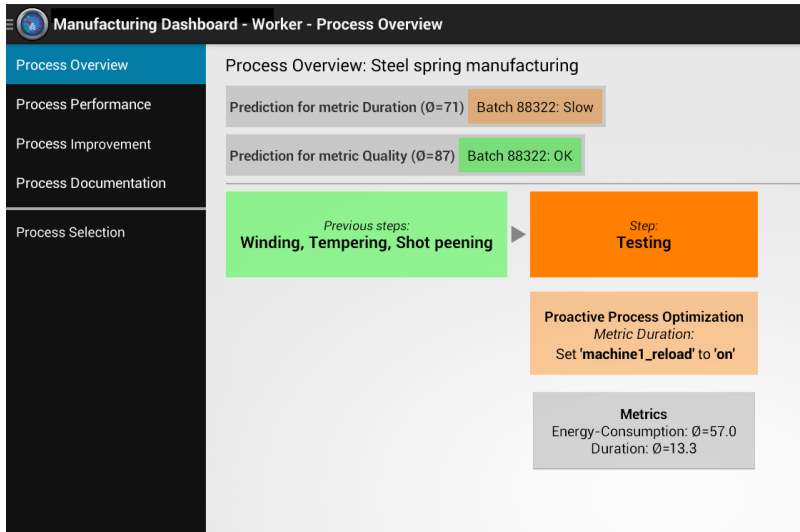 Manufacturing Dashboard - Worker - Process Overview
Process Overview
Process Performance
Process Improvement
Process Documentation
Process Selection
Process Overview: Steel spring manufacturing
Prediction for metric Duration (Ø=71) Batch 88322: Slow
Prediction for metric Quality (Ø=87) Batch 88322: OK
Previous steps:
Winding, Tempering, Shot peening
Step:
Testing
Proactive Process Optimization
Metric Duration:
Set 'machine1_reload' to 'on'
Metrics
Energy-Consumption: Ø=57.0
Duration: Ø=13.3